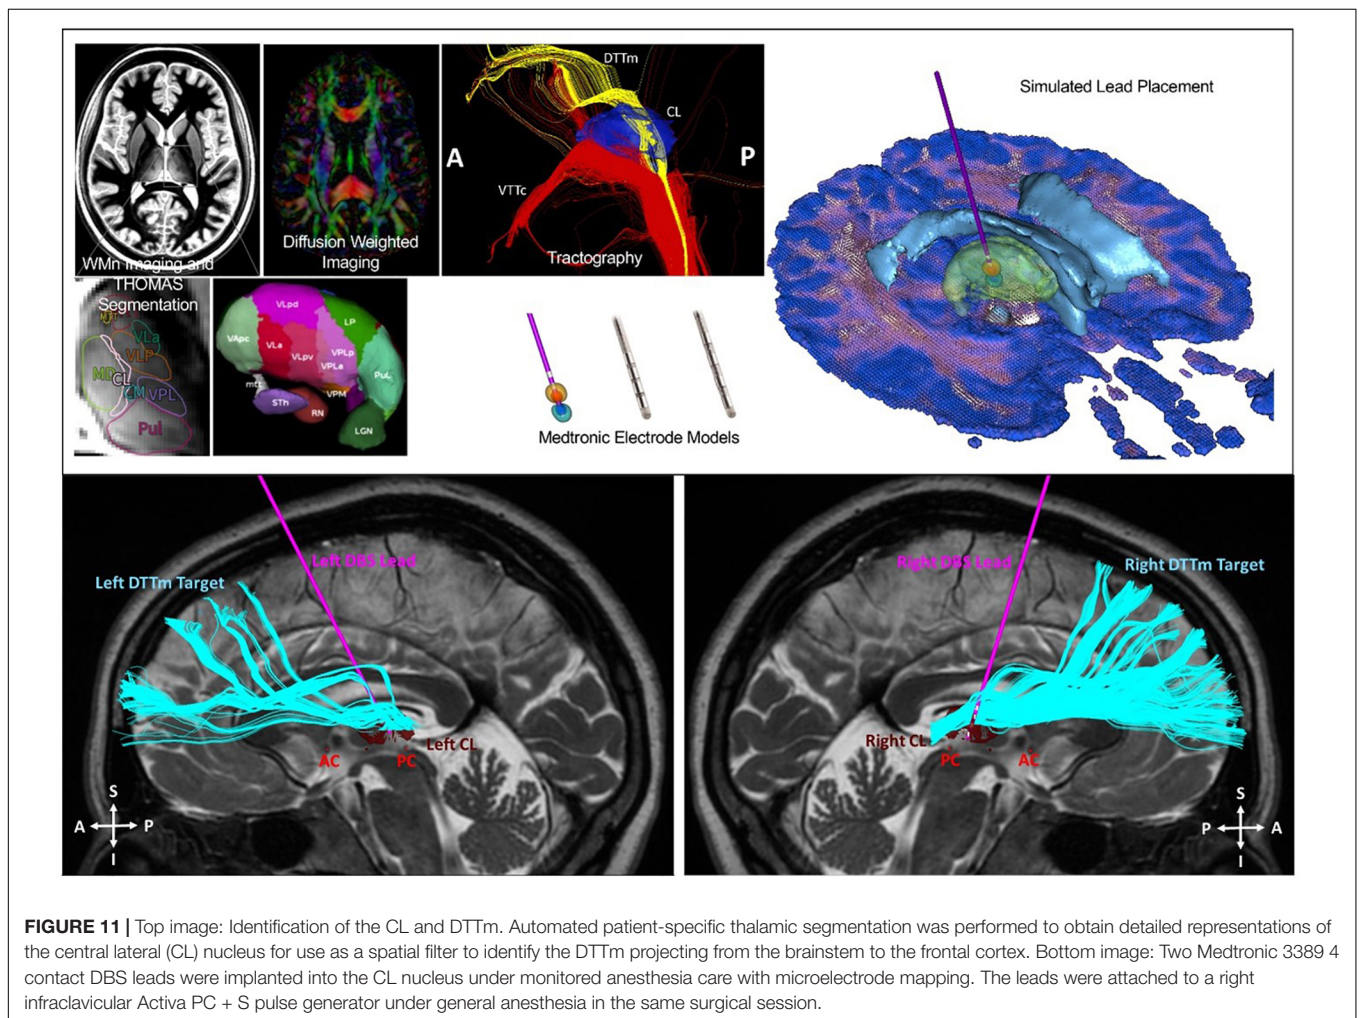 DTTm
CL
A
P
VTTc
Tractography
WMn Imaging and
THOMAS
Segmentation
Diffusion Weighted
Imaging
Simulated Lead Placement
VLa
VLP
MD
CL
CM
VPL
Pul
VLpd
LP
VApc
VLa
VLpv
VPLp
VPLa
PuL
mtt
VPM
STh
RN
LGN
Medtronic Electrode Models
Left DBS Lead
Left DTTm Target
Left CL
AC
PC
S
A
P
I
Right DBS Lead
Right DTTm Target
Right CL
PC
AC
S
P
A
I
FIGURE 11 | Top image: Identification of the CL and DTTm. Automated patient-specific thalamic segmentation was performed to obtain detailed representations of
the central lateral (CL) nucleus for use as a spatial filter to identify the DTTm projecting from the brainstem to the frontal cortex. Bottom image: Two Medtronic 3389 4
contact DBS leads were implanted into the CL nucleus under monitored anesthesia care with microelectrode mapping. The leads were attached to a right
infraclavicular Activa PC + S pulse generator under general anesthesia in the same surgical session.